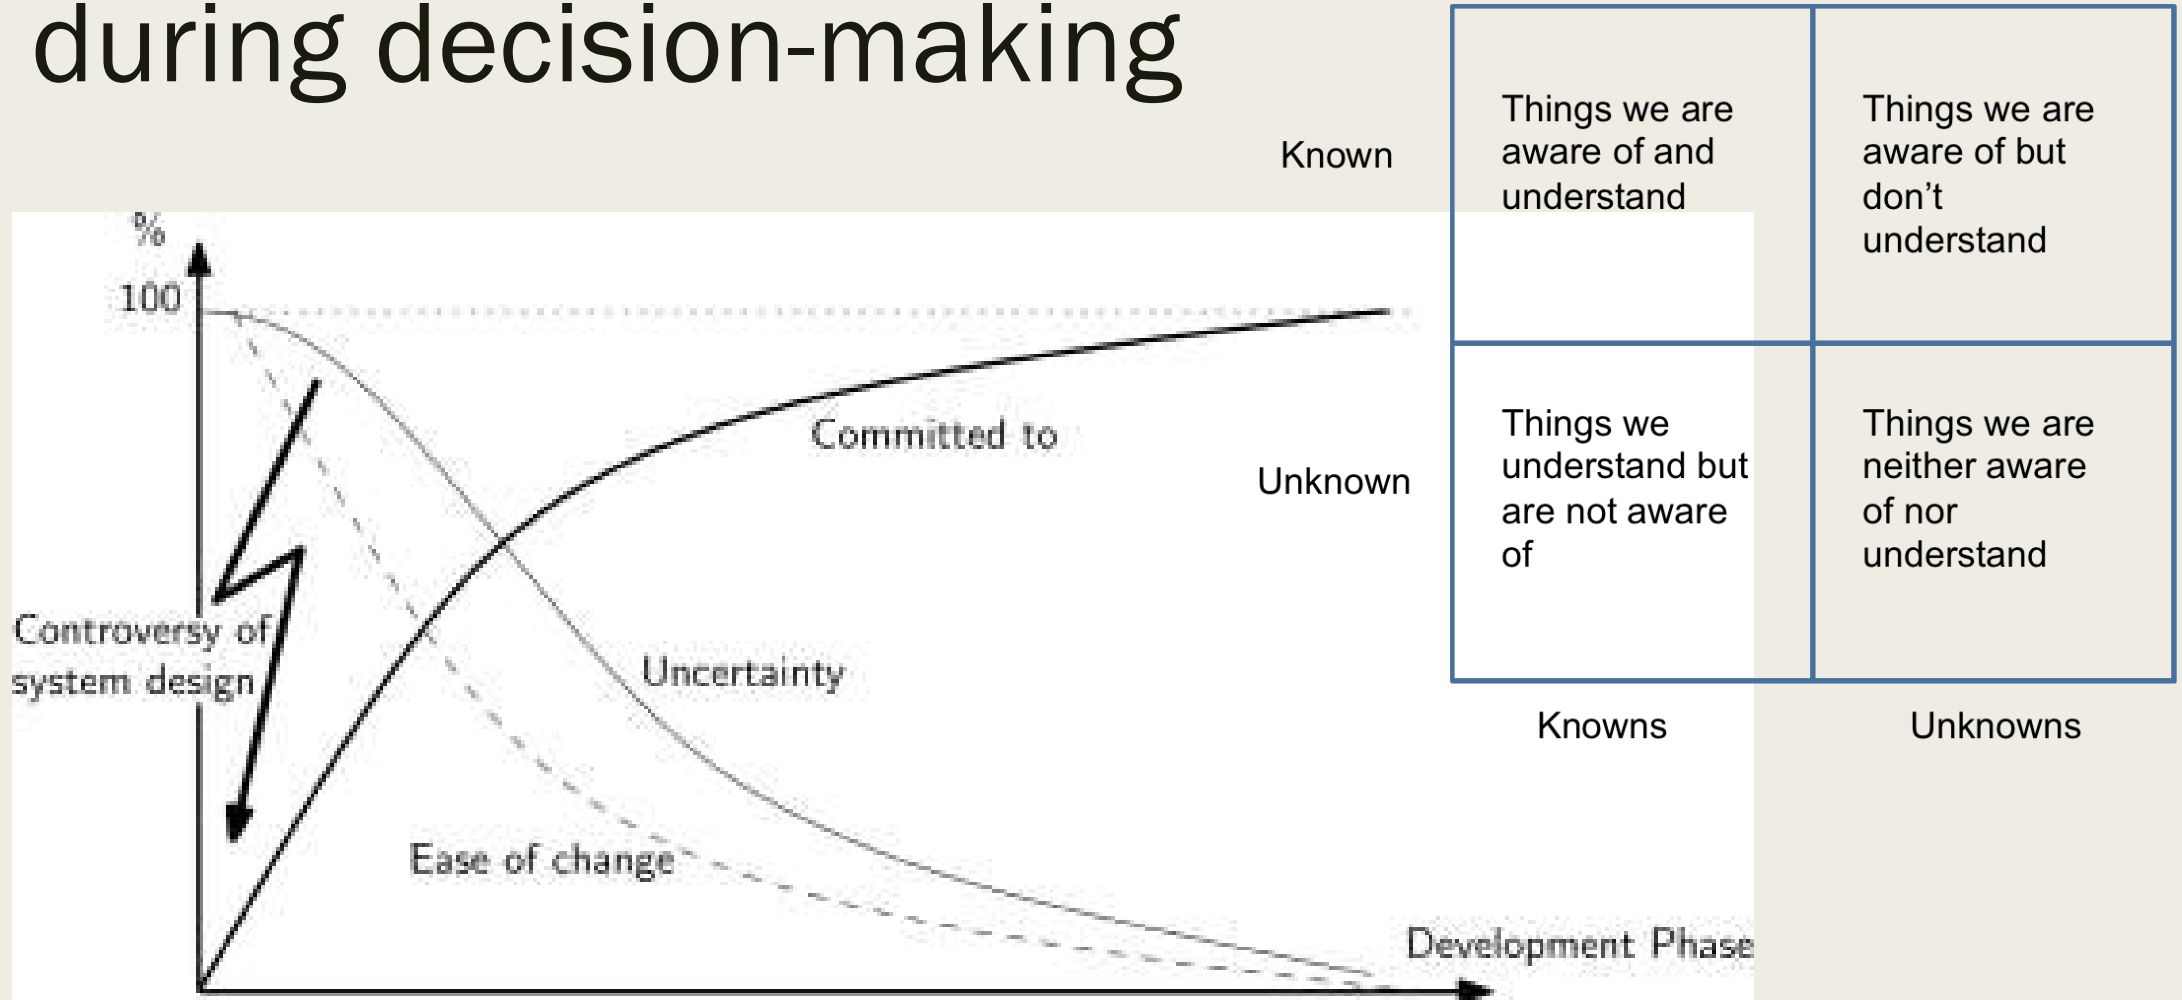 during decision-making
Known
Things we are
aware of and
understand
Things we are
aware of but
don’t
understand
Unknown
Things we
understand but
are not aware
of
Things we are
neither aware
of nor
understand
Knowns
Unknowns
%
100
Committed to
Controversy of
system design
Uncertainty
Ease of change
Development Phase